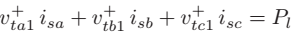 $v_{ta1}^{+} i_{sa} + v_{tb1}^{+} i_{sb} + v_{tc1}^{+} i_{sc} = P_l$